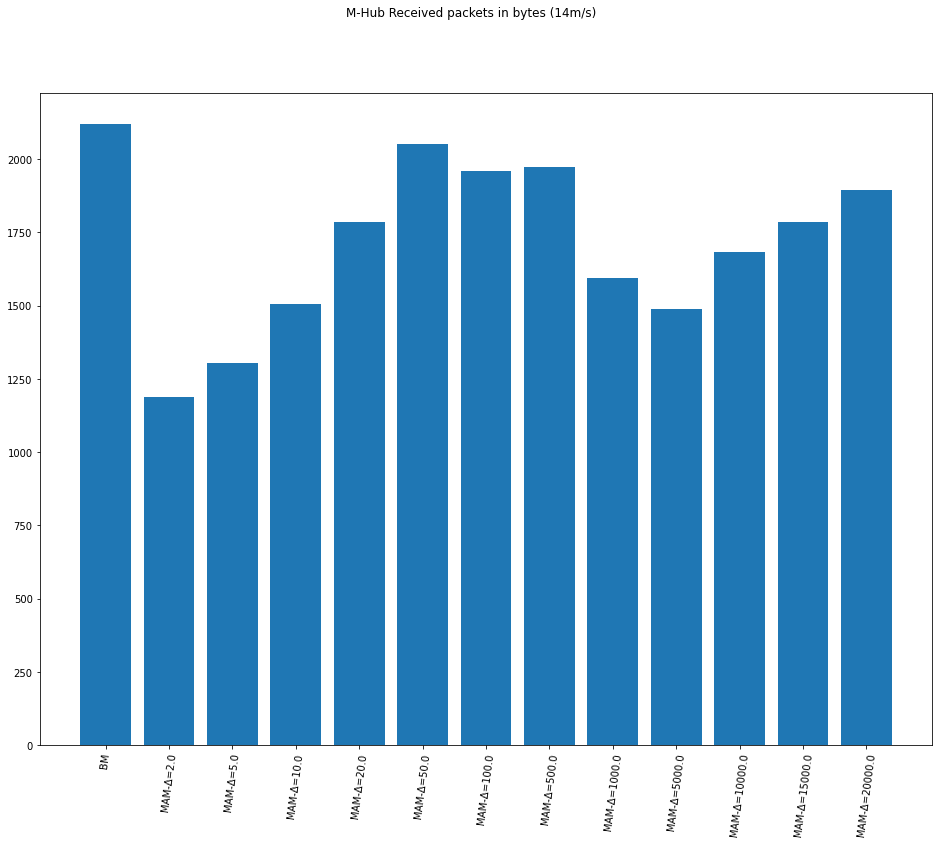 M-Hub Received packets in bytes (14m/s)
2000
1750
1500
1250
1000
750
500
250
0
BM
MAM-Δ=2.0
MAM-Δ=5.0
MAM-Δ=10.0
MAM-Δ=20.0
MAM-Δ=50.0
MAM-Δ=100.0
MAM-Δ=500.0
MAM-Δ=1000.0
MAM-Δ=5000.0
MAM-Δ=10000.0
MAM-Δ=15000.0
MAM-Δ=20000.0